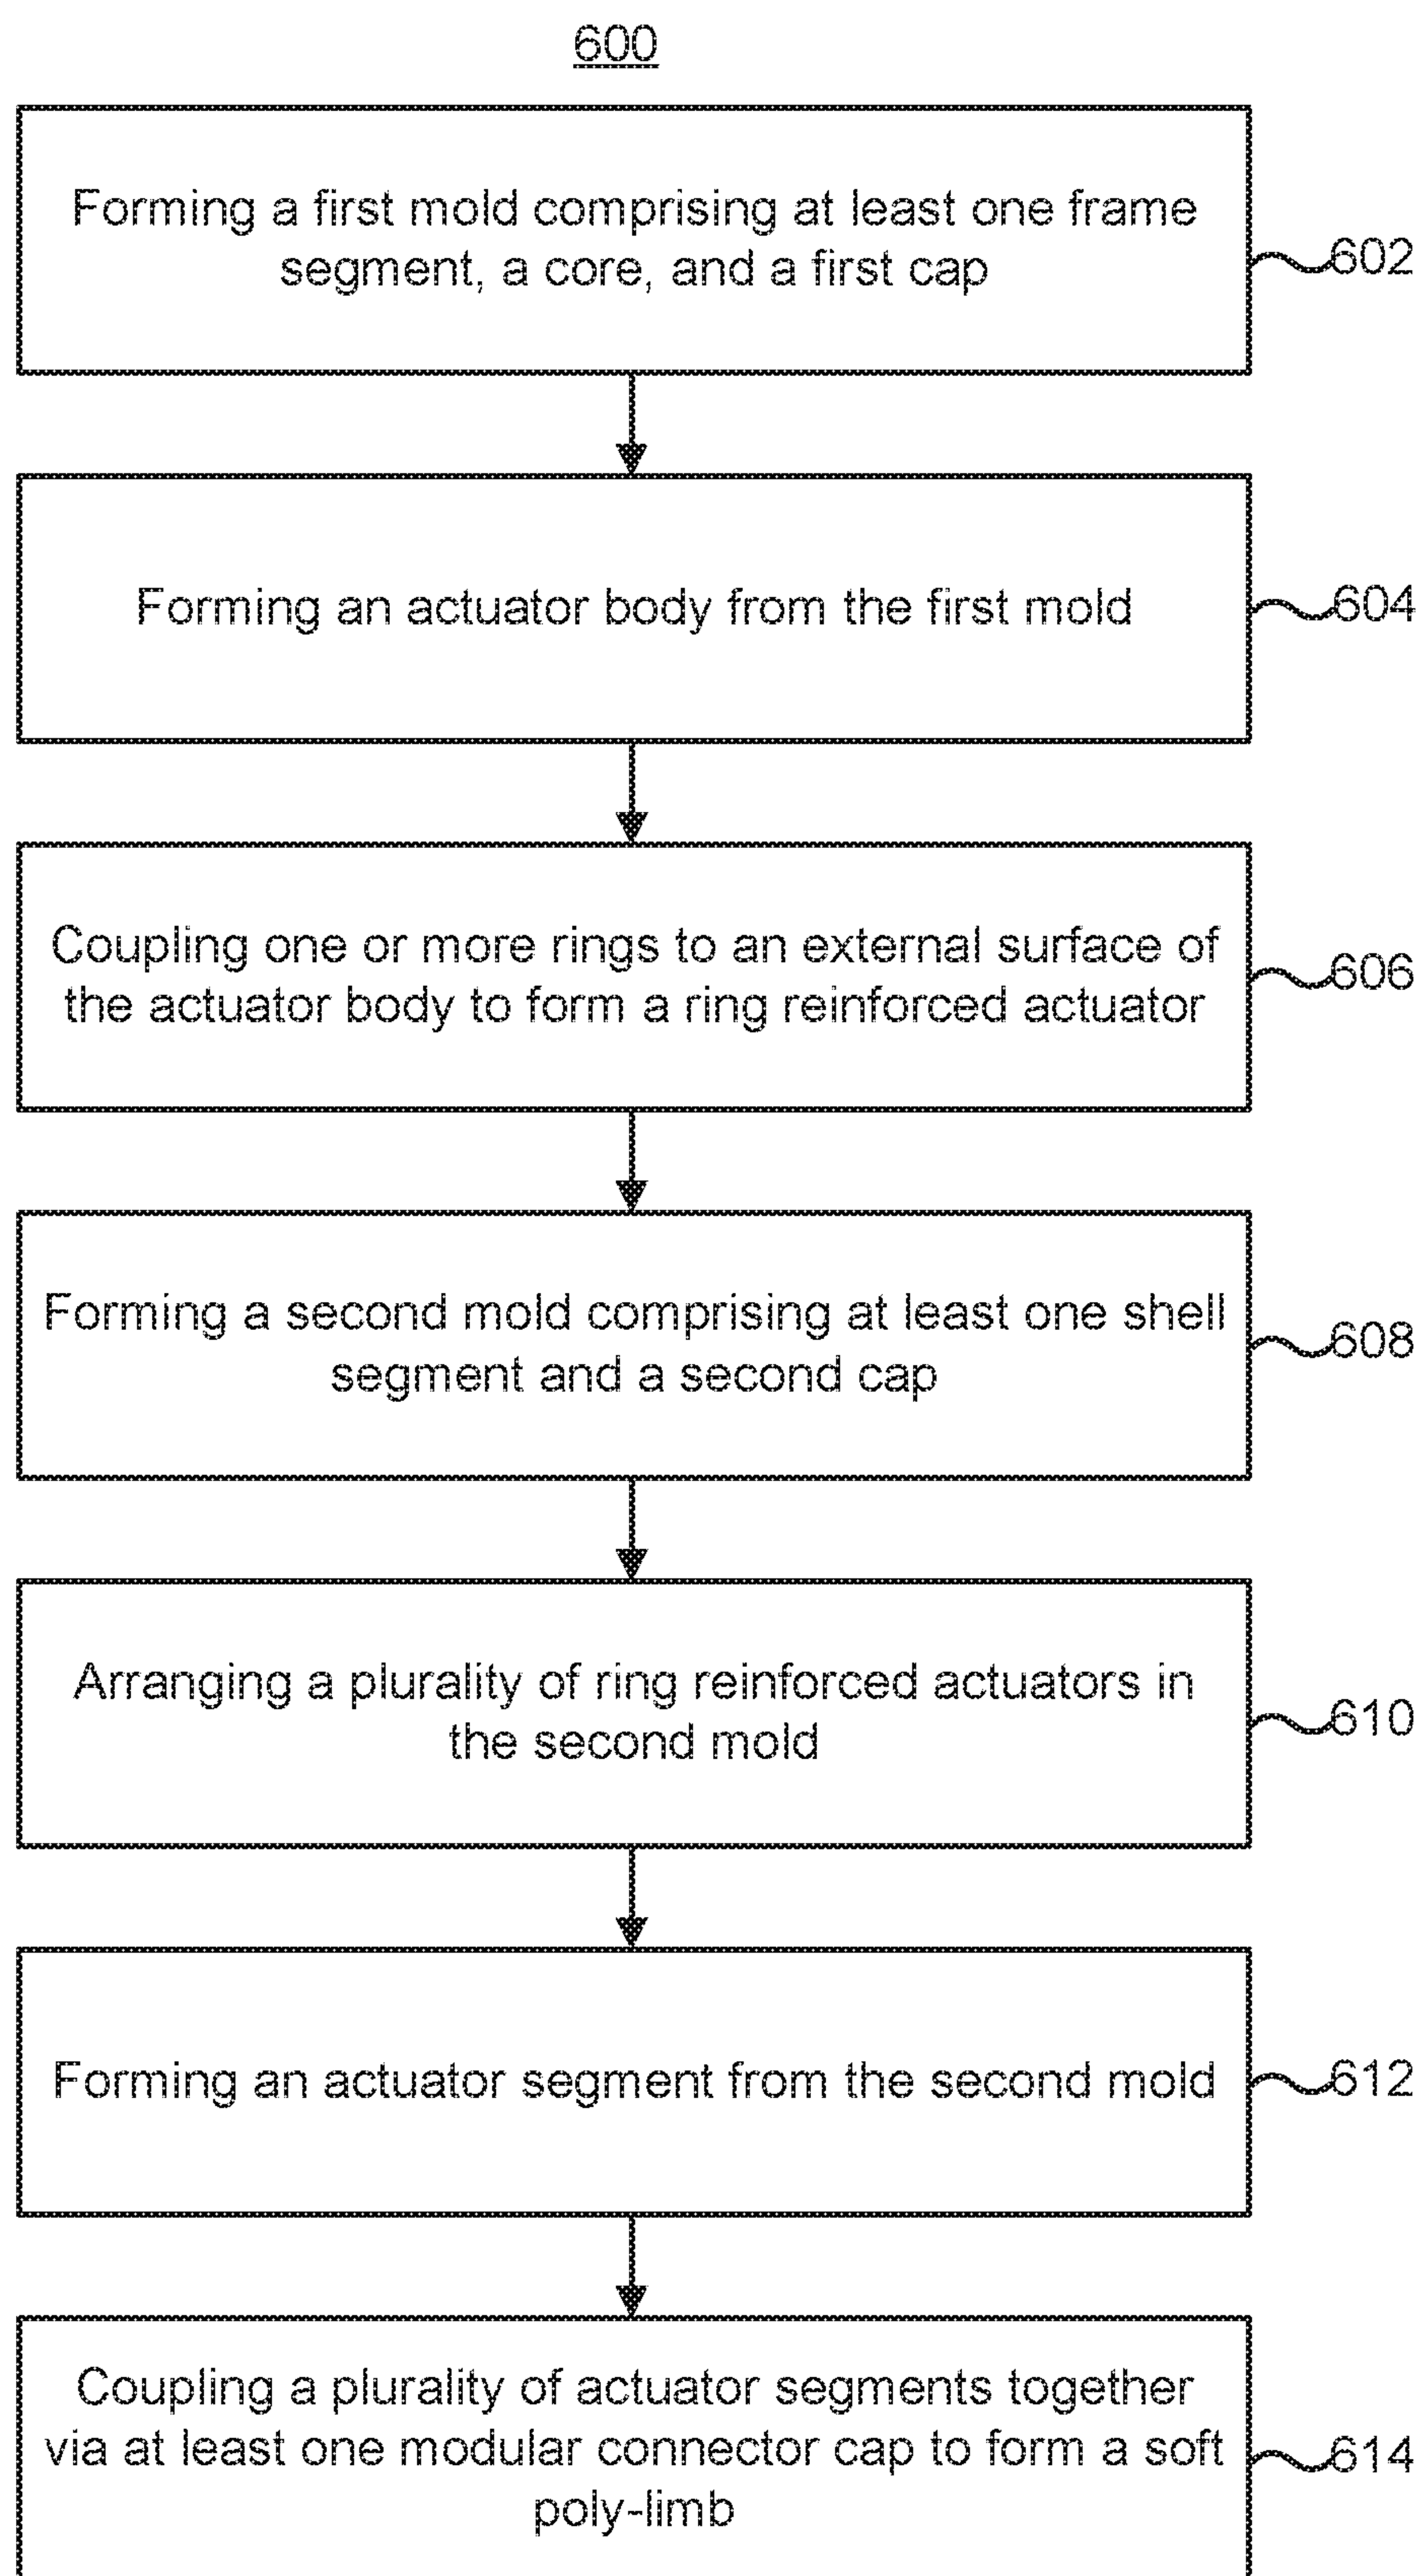 600
Forming a first mold comprising at least one frame
segment, a core, and a first cap
602
Forming an actuator body from the first mold
604
Coupling one or more rings to an external surface of
the actuator body to form a ring reinforced actuator
606
Forming a second mold comprising at least one shell
segment and a second cap
608
Arranging a plurality of ring reinforced actuators in
the second mold
610
Forming an actuator segment from the second mold
612
Coupling a plurality of actuator segments together
via at least one modular connector cap to form a soft
poly-limb
614